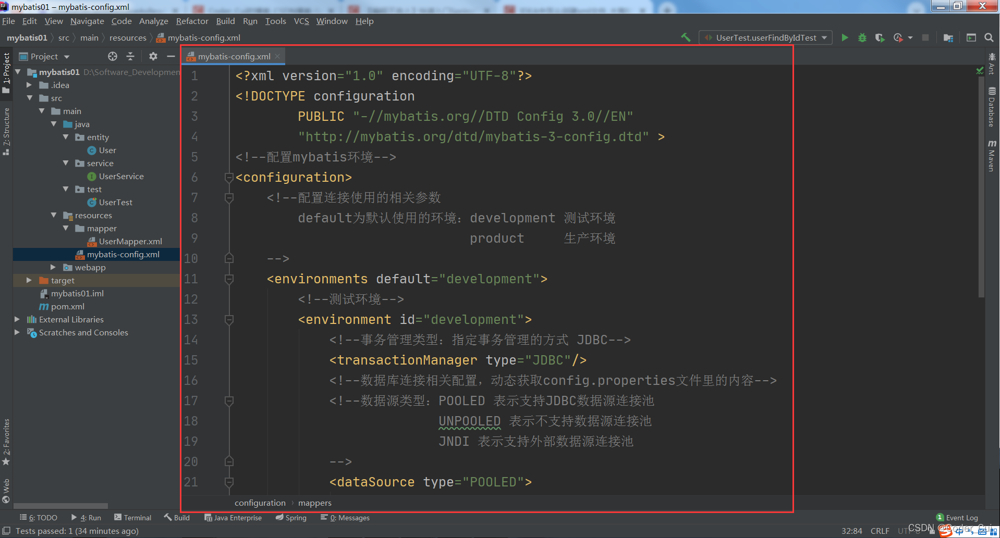 mybatis01 – mybatis-config.xml
File Edit View Navigate Code Analyze Refactor Build Run Tools VCS Window Help
mybatis01 src main resources mybatis-config.xml
UserTest.userFindByIdTest
Project
mybatis-config.xml
1: Project
7: Structure
2: Favorites
Web
mybatis01 D:\Software_Developmen
.idea
src
main
java
entity
User
service
UserService
test
UserTest
resources
mapper
UserMapper.xml
mybatis-config.xml
webapp
target
mybatis01.iml
pom.xml
External Libraries
Scratches and Consoles
1 <?xml version="1.0" encoding="UTF-8"?>
2 <!DOCTYPE configuration
3 PUBLIC "-//mybatis.org//DTD Config 3.0//EN"
4 "http://mybatis.org/dtd/mybatis-3-config.dtd" >
5 <!--配置mybatis环境-->
6 <configuration>
7 <!--配置连接使用的相关参数
8 default为默认使用的环境：development 测试环境
9 product 生产环境
10 -->
11 <environments default="development">
12 <!--测试环境-->
13 <environment id="development">
14 <!--事务管理类型：指定事务管理的方式 JDBC-->
15 <transactionManager type="JDBC"/>
16 <!--数据库连接相关配置，动态获取config.properties文件里的内容-->
17 <!--数据源类型：POOLED 表示支持JDBC数据源连接池
18 UNPOOLED 表示不支持数据源连接池
19 JNDI 表示支持外部数据源连接池
20 -->
21 <dataSource type="POOLED">
configuration › mappers
Ant
Database
Maven
6: TODO 4: Run Terminal Build Java Enterprise Spring 0: Messages
1 Event Log
Tests passed: 1 (34 minutes ago)
32:84 CRLF
CSDN